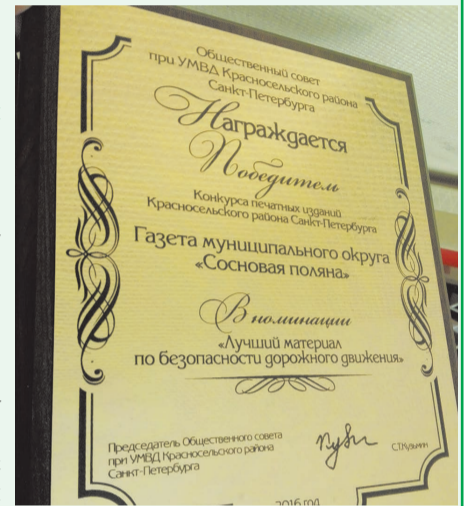 Общественный совет
при УМВД Красносельского района
Санкт-Петербурга
Награждается
Победитель
Конкурса печатных изданий
Красносельского района Санкт-Петербурга
Газета муниципального округа
«Сосновая поляна»
В номинации
«Лучший материал
по безопасности дорожного движения»
Председатель Общественного совета
при УМВД Красносельского района
Санкт-Петербурга
2016 год